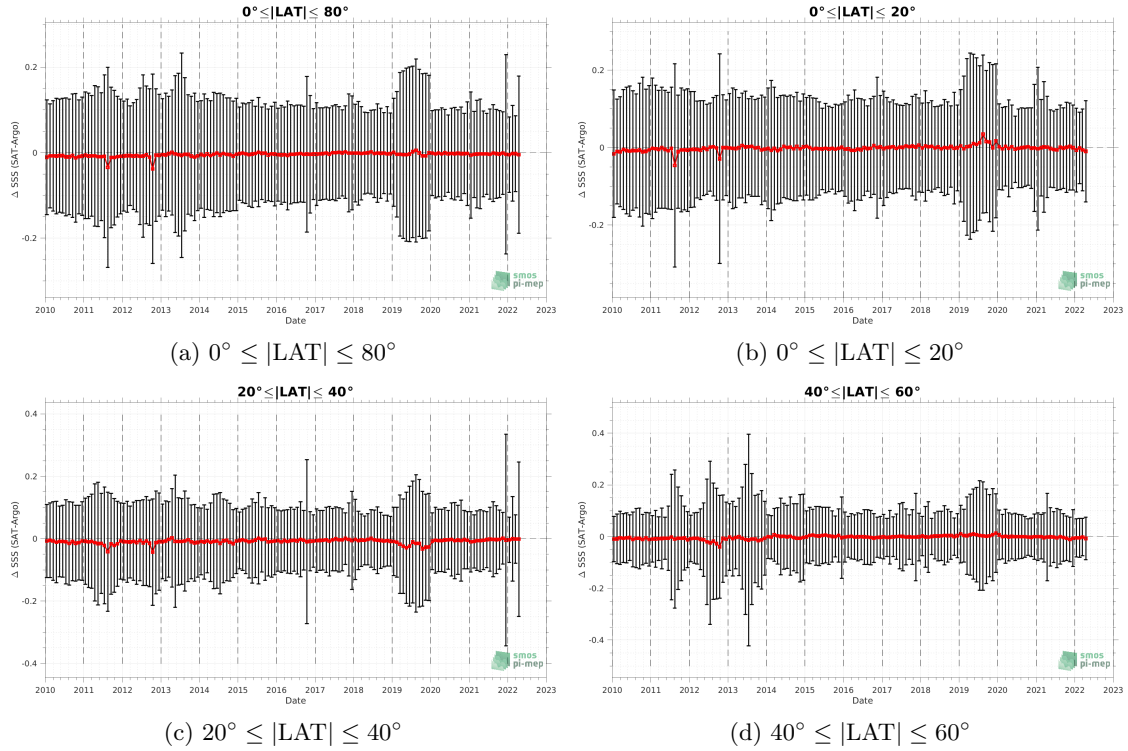 0°≤|LAT|≤ 80°
Δ SSS (SAT-Argo)
0.2
0
-0.2
2010 2011 2012 2013 2014 2015 2016 2017 2018 2019 2020 2021 2022 2023
Date
smos
pi-mep
(a) 0° ≤ |LAT| ≤ 80°
0°≤|LAT|≤ 20°
Δ SSS (SAT-Argo)
0.2
0
-0.2
2010 2011 2012 2013 2014 2015 2016 2017 2018 2019 2020 2021 2022 2023
Date
smos
pi-mep
(b) 0° ≤ |LAT| ≤ 20°
20°≤|LAT|≤ 40°
Δ SSS (SAT-Argo)
0.4
0.2
0
-0.2
-0.4
2010 2011 2012 2013 2014 2015 2016 2017 2018 2019 2020 2021 2022 2023
Date
smos
pi-mep
(c) 20° ≤ |LAT| ≤ 40°
40°≤|LAT|≤ 60°
Δ SSS (SAT-Argo)
0.4
0.2
0
-0.2
-0.4
2010 2011 2012 2013 2014 2015 2016 2017 2018 2019 2020 2021 2022 2023
Date
smos
pi-mep
(d) 40° ≤ |LAT| ≤ 60°